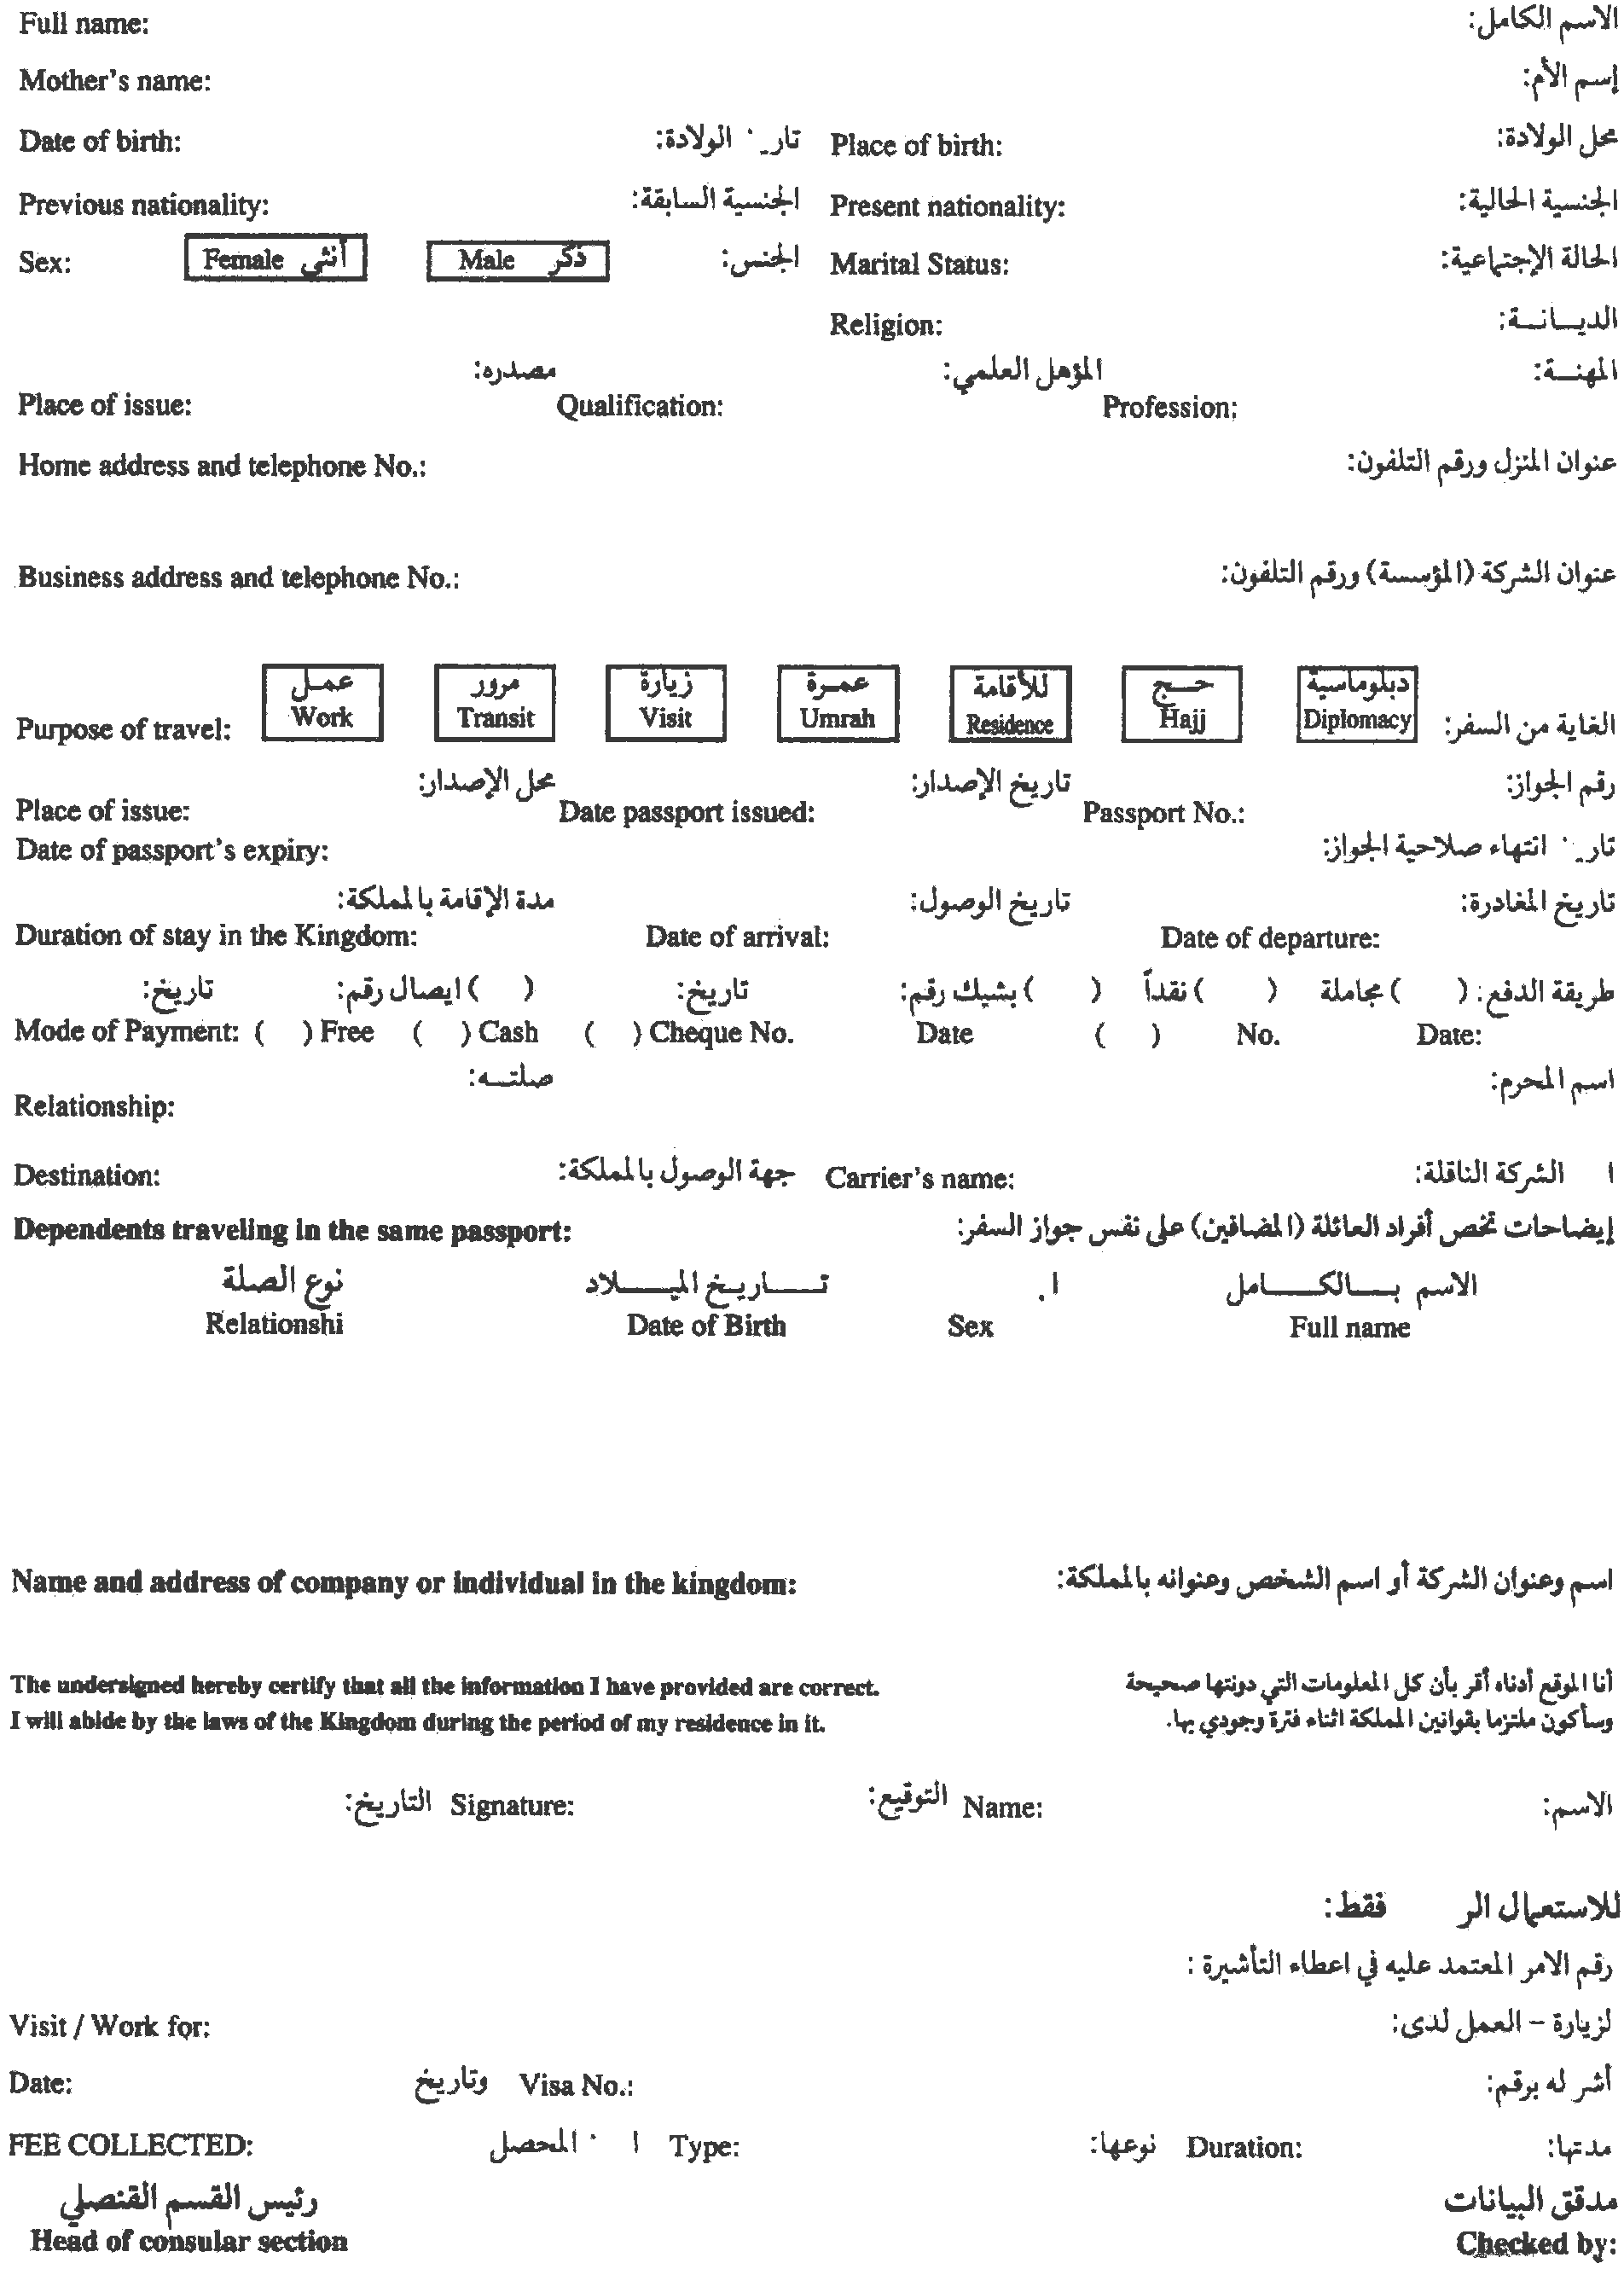 Full name: الاسم الكامل:
Mother's name: إسم الأم:
Date of birth: الولادة: Place of birth: محل الولادة:
Previous nationality: الجنسية السابقة: Present nationality: الجنسية الحالية:
Sex: Female أنثى Male ذكر الجنس: Marital Status: الحالة الإجتماعية:
Religion: الديانة:
مصدره: المؤهل العلمي: المهنة:
Place of issue: Qualification: Profession:
Home address and telephone No.: عنوان المنزل ورقم التلفون:
Business address and telephone No.: عنوان الشركة (المؤسسة) ورقم التلفون:
عمل مرور زيارة عمرة للأقامة حج دبلوماسية
Purpose of travel: Work Transit Visit Umrah Residence Hajj Diplomacy الغاية من السفر:
محل الإصدار: تاريخ الإصدار: رقم الجواز:
Place of issue: Date passport issued: Passport No.:
Date of passport's expiry: انتهاء صلاحية الجواز:
مدة الإقامة بالمملكة: تاريخ الوصول: تاريخ المغادرة:
Duration of stay in the Kingdom: Date of arrival: Date of departure:
طريقة الدفع: ( ) مجاملة ( ) نقداً ( ) بشيك رقم: تاريخ: ( ) ايصال رقم: تاريخ:
Mode of Payment: ( ) Free ( ) Cash ( ) Cheque No. Date ( ) No. Date:
صلته: اسم المحرم:
Relationship:
Destination: جهة الوصول بالمملكة: Carrier's name: الشركة الناقلة:
Dependents traveling in the same passport: إيضاحات تخص أفراد العائلة (المضافين) على نفس جواز السفر:
نوع الصلة تاريخ الميلاد الاسم بالكامل
Relationshi Date of Birth Sex Full name
Name and address of company or individual in the kingdom: اسم وعنوان الشركة أو اسم الشخص وعنوانه بالمملكة:
The undersigned hereby certify that all the information I have provided are correct. أنا الموقع أدناه أقر بأن كل المعلومات التي دونتها صحيحة
I will abide by the laws of the Kingdom during the period of my residence in it. وسأكون ملتزما بقوانين المملكة اثناء فترة وجودي بها.
التاريخ: Signature: التوقيع: Name: الاسم:
للاستعمال فقط:
رقم الامر المعتمد عليه في اعطاء التأشيرة :
Visit / Work for: لزيارة - العمل لدى:
Date: وتاريخ Visa No.: أشر له برقم:
FEE COLLECTED: المحصل Type: نوعها: Duration: مدتها:
رئيس القسم القنصلي مدقق البيانات
Head of consular section Checked by: